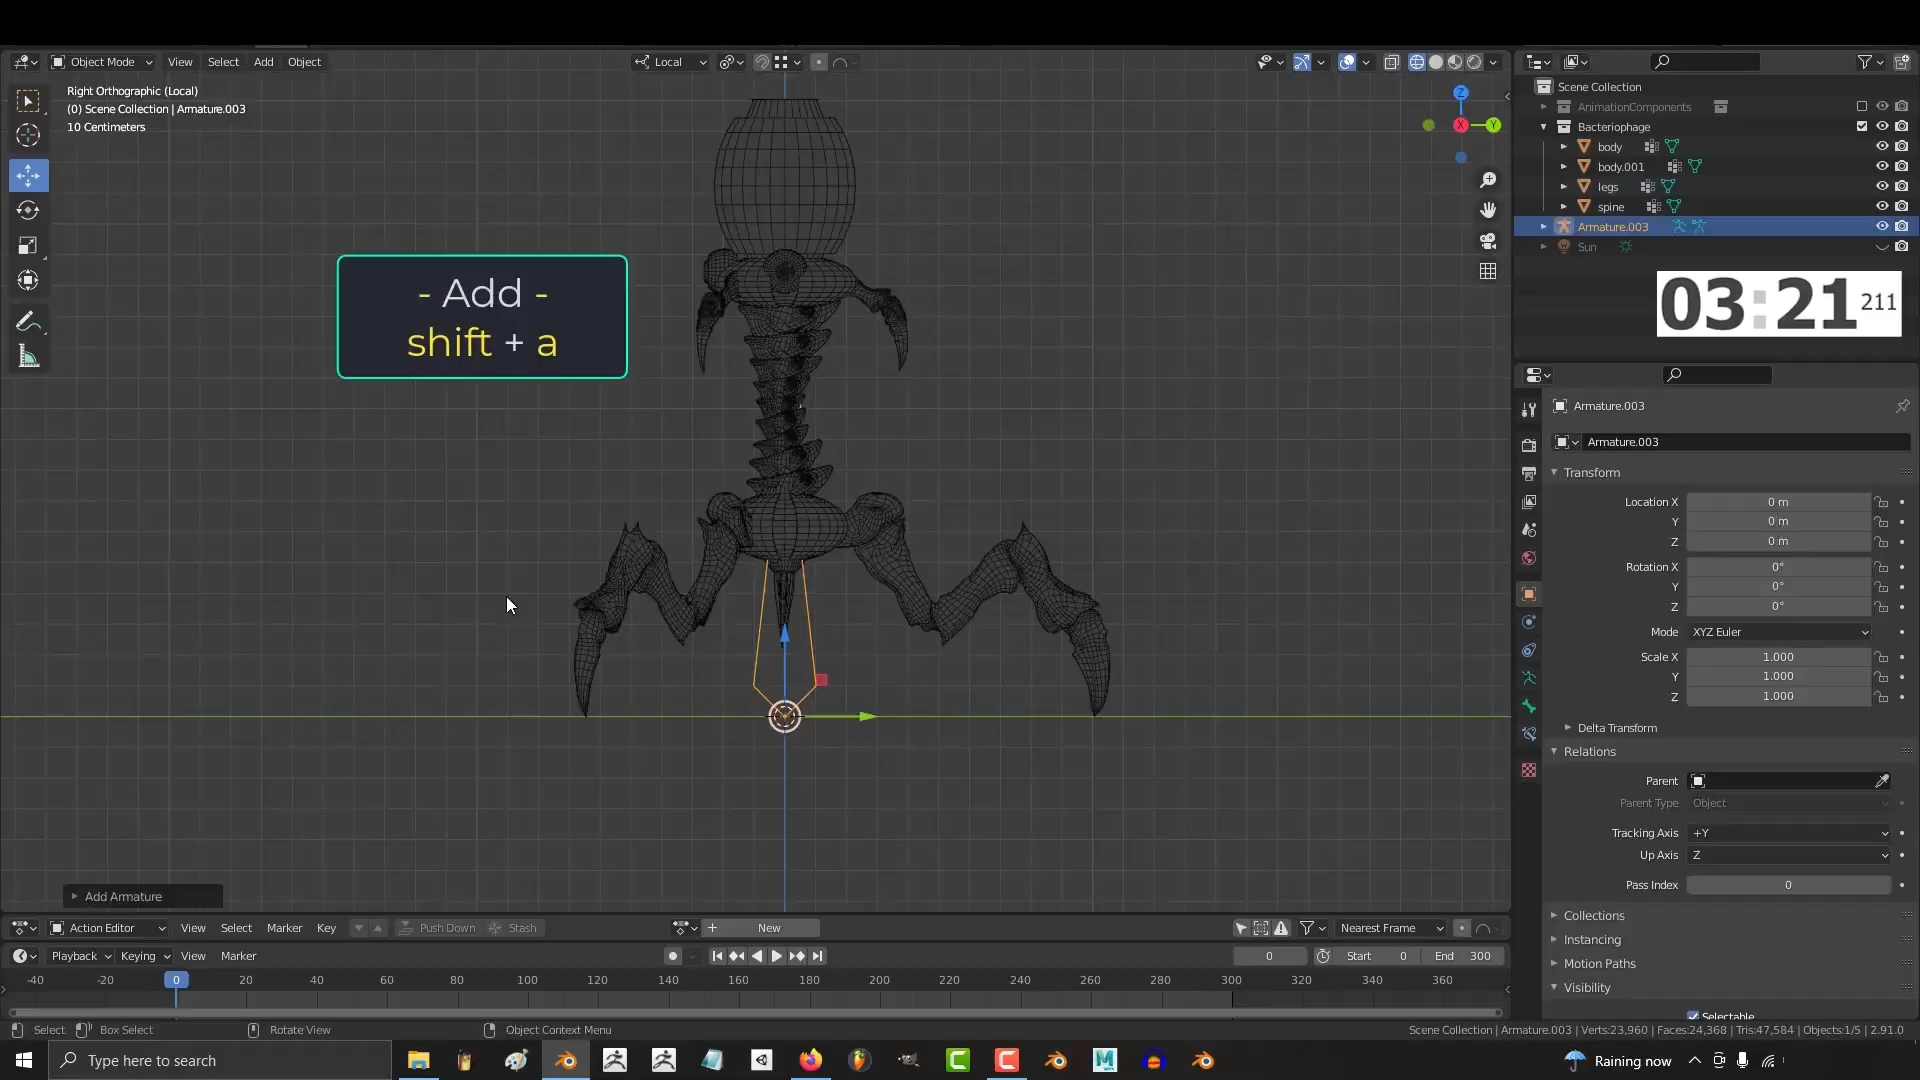 Object Mode
View
Select
Add
Object
Local
Right Orthographic (Local)
(0) Scene Collection | Armature.003
10 Centimeters
Z
X
Y
- Add -
shift + a
Add Armature
Scene Collection
AnimationComponents
Bacteriophage
body
body.001
legs
spine
Armature.003
Sun
03:21 211
Armature.003
Armature.003
Transform
Location X 0 m
Y 0 m
Z 0 m
Rotation X 0°
Y 0°
Z 0°
Mode XYZ Euler
Scale X 1.000
Y 1.000
Z 1.000
Delta Transform
Relations
Parent
Parent Type Object
Tracking Axis +Y
Up Axis Z
Pass Index 0
Collections
Instancing
Motion Paths
Visibility
Selectable
Action Editor View Select Marker Key Push Down Stash + New Nearest Frame
Playback Keying View Marker 0 Start 0 End 300
-40 -20 0 20 40 60 80 100 120 140 160 180 200 220 240 260 280 300 320 340 360
Select Box Select Rotate View Object Context Menu Scene Collection | Armature.003 | Verts:23,960 | Faces:24,368 | Tris:47,584 | Objects:1/5 | 2.91.0
Type here to search Raining now